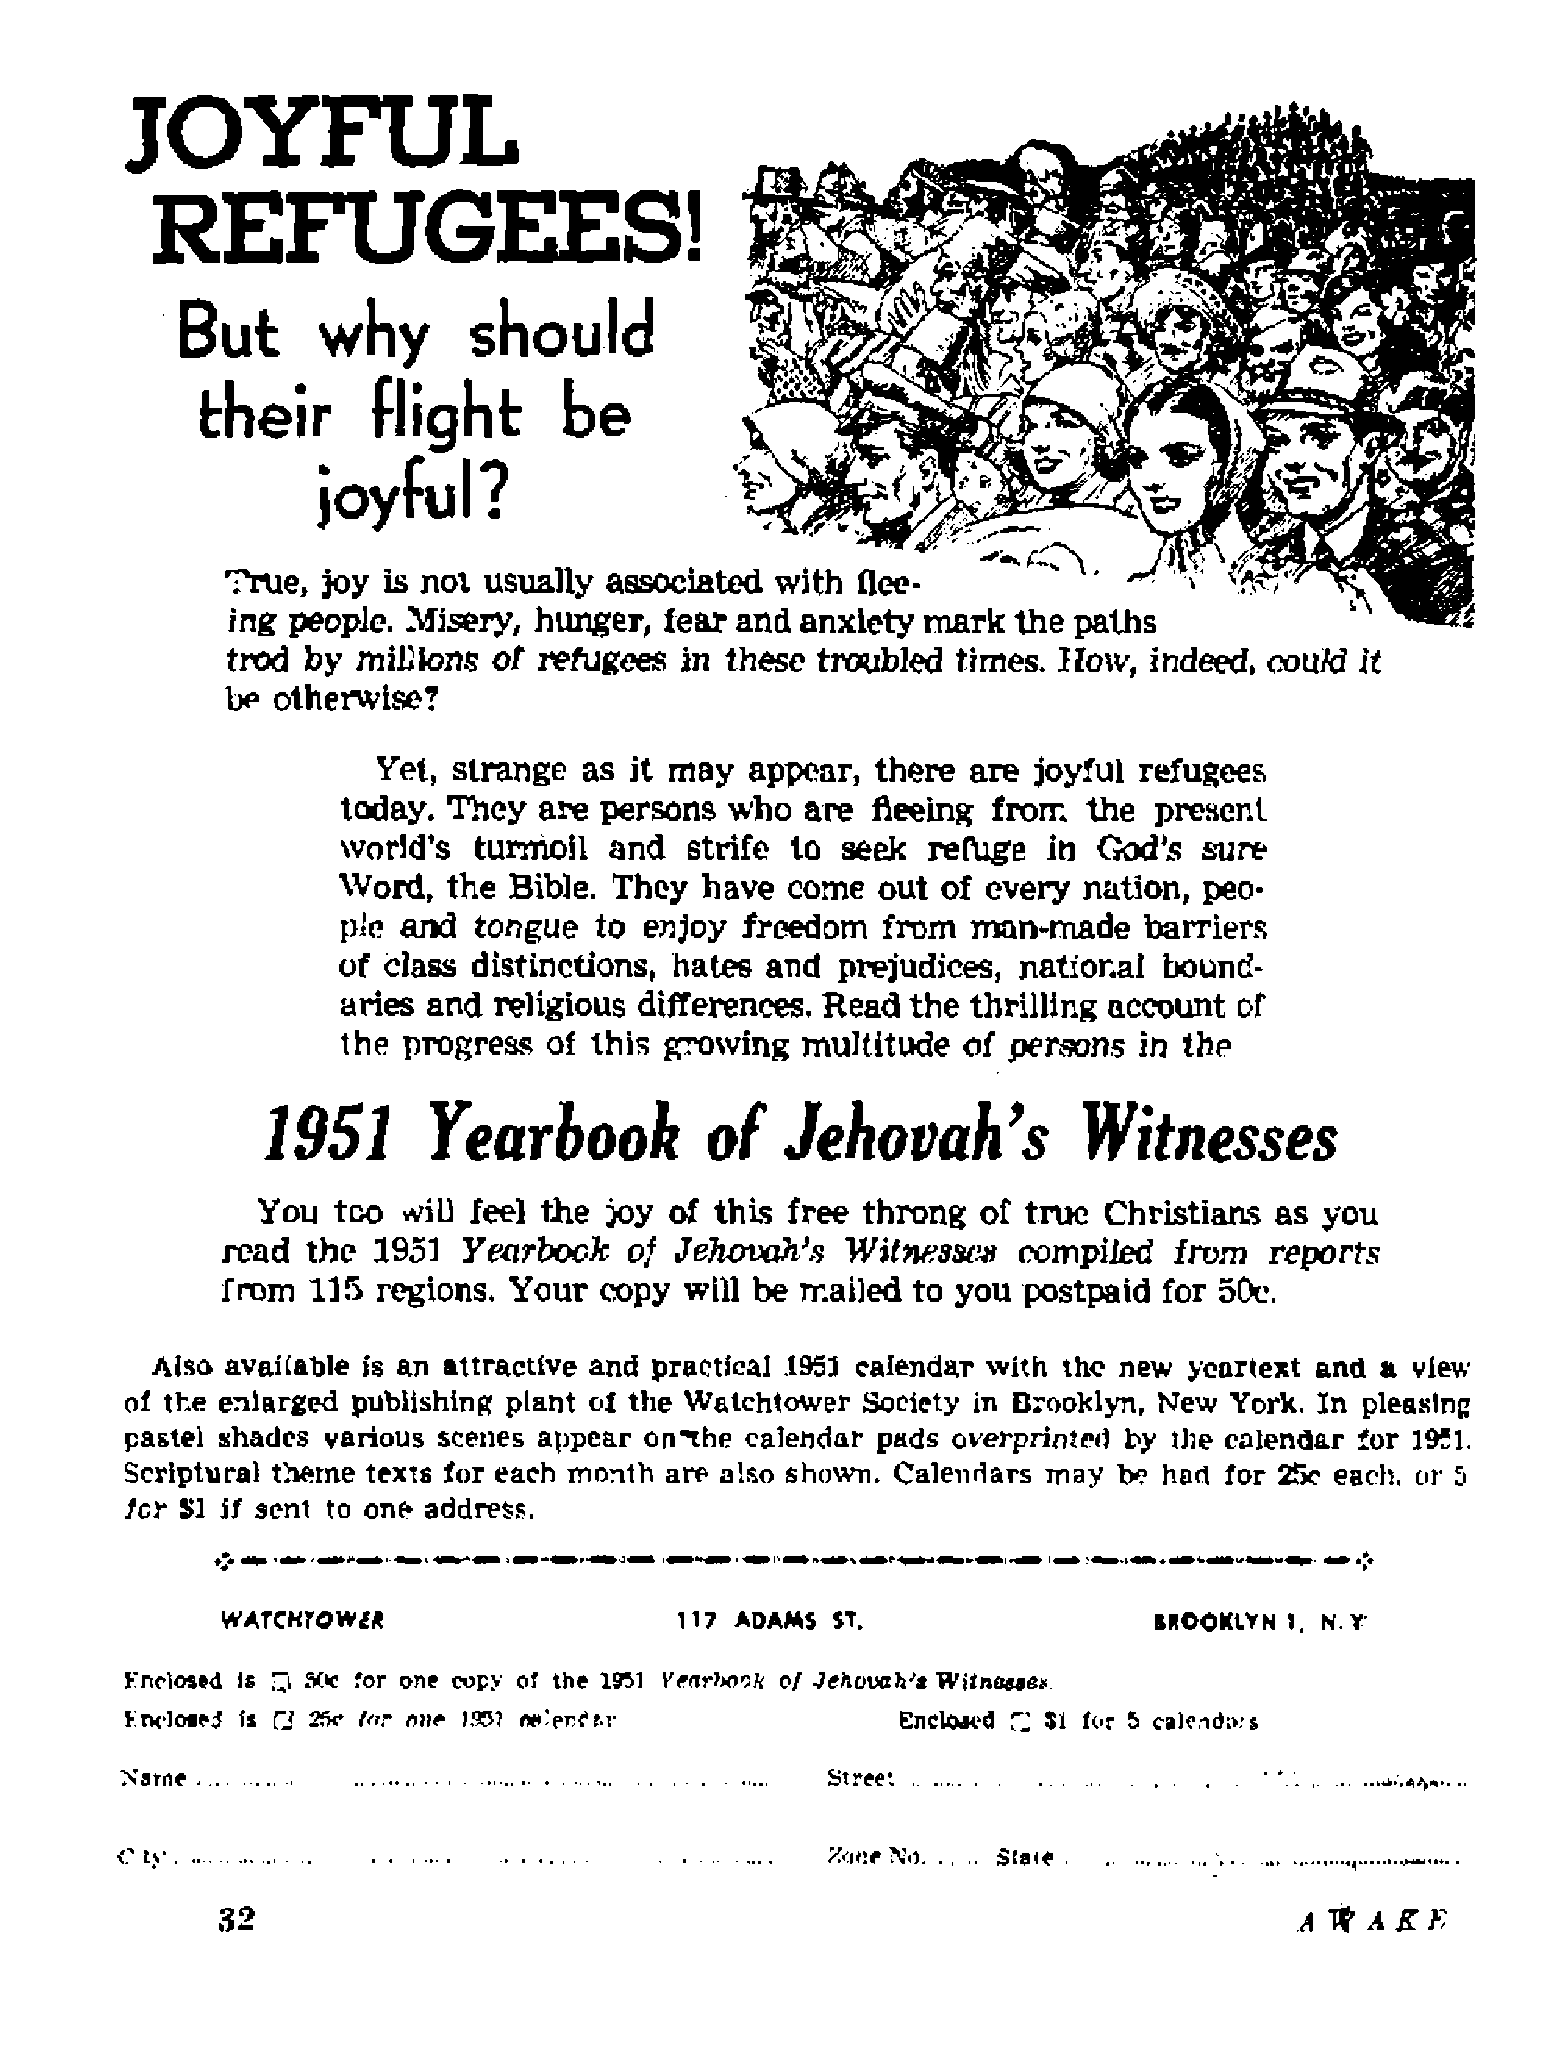 JOYFUL
REFUGEES!
But why should
their flight be
joyful?
True, joy is not usually associated with flee-
ing people. Misery, hunger, fear and anxiety mark the paths
trod by millions of refugees in these troubled times. How, indeed, could it
be otherwise?
Yet, strange as it may appear, there are joyful refugees
today. They are persons who are fleeing from the present
world's turmoil and strife to seek refuge in God's sure
Word, the Bible. They have come out of every nation, peo-
ple and tongue to enjoy freedom from man-made barriers
of class distinctions, hates and prejudices, national bound-
aries and religious differences. Read the thrilling account of
the progress of this growing multitude of persons in the
1951 Yearbook of Jehovah's Witnesses
You too will feel the joy of this free throng of true Christians as you
read the 1951 Yearbook of Jehovah's Witnesses compiled from reports
from 115 regions. Your copy will be mailed to you postpaid for 50c.
Also available is an attractive and practical 1951 calendar with the new yeartext and a view
of the enlarged publishing plant of the Watchtower Society in Brooklyn, New York. In pleasing
pastel shades various scenes appear on the calendar pads overprinted by the calendar for 1951.
Scriptural theme texts for each month are also shown. Calendars may be had for 25c each, or 5
for $1 if sent to one address.
WATCHTOWER 117 ADAMS ST. BROOKLYN 1, N.Y.
Enclosed is ☐ 50c for one copy of the 1951 Yearbook of Jehovah's Witnesses.
Enclosed is ☐ 25c for one 1951 calendar Enclosed ☐ $1 for 5 calendars
Name Street
City Zone No. State
32 AWAKE